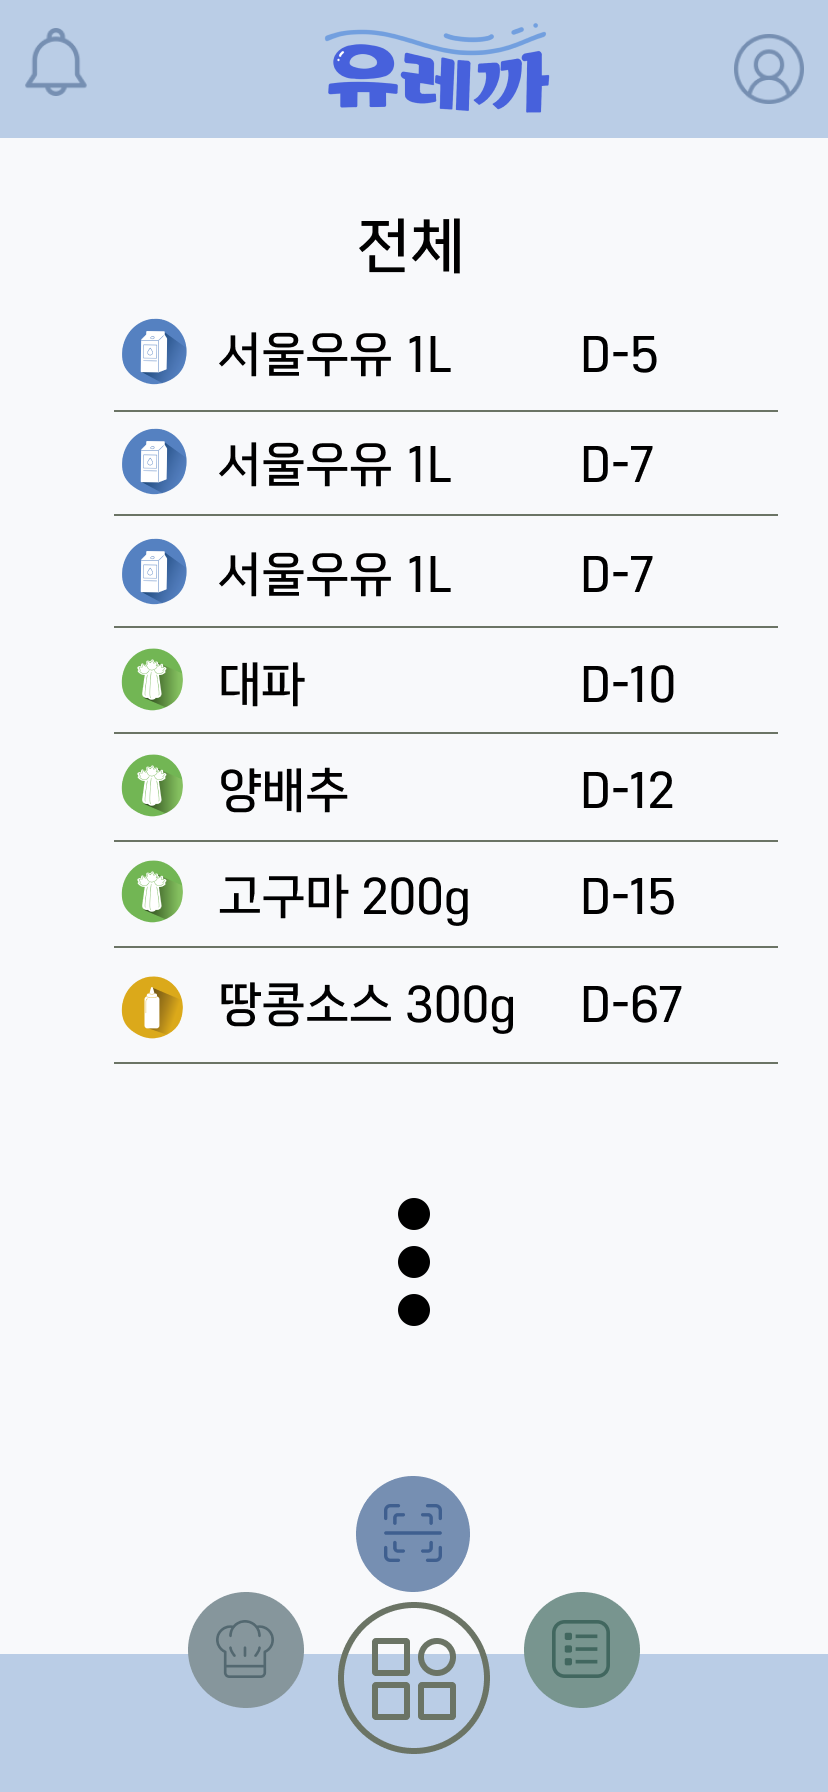 유레까
전체
서울우유 1L D-5
서울우유 1L D-7
서울우유 1L D-7
대파 D-10
양배추 D-12
고구마 200g D-15
땅콩소스 300g D-67